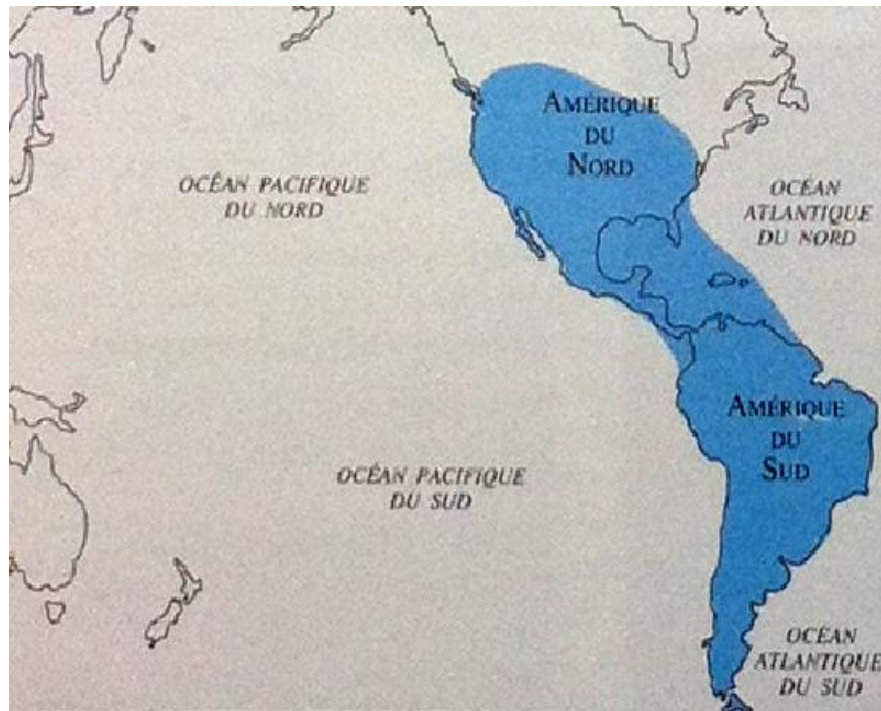 AMÉRIQUE
DU
NORD
OCÉAN PACIFIQUE
DU NORD
OCÉAN
ATLANTIQUE
DU NORD
AMÉRIQUE
DU
SUD
OCÉAN PACIFIQUE
DU SUD
OCÉAN
ATLANTIQUE
DU SUD